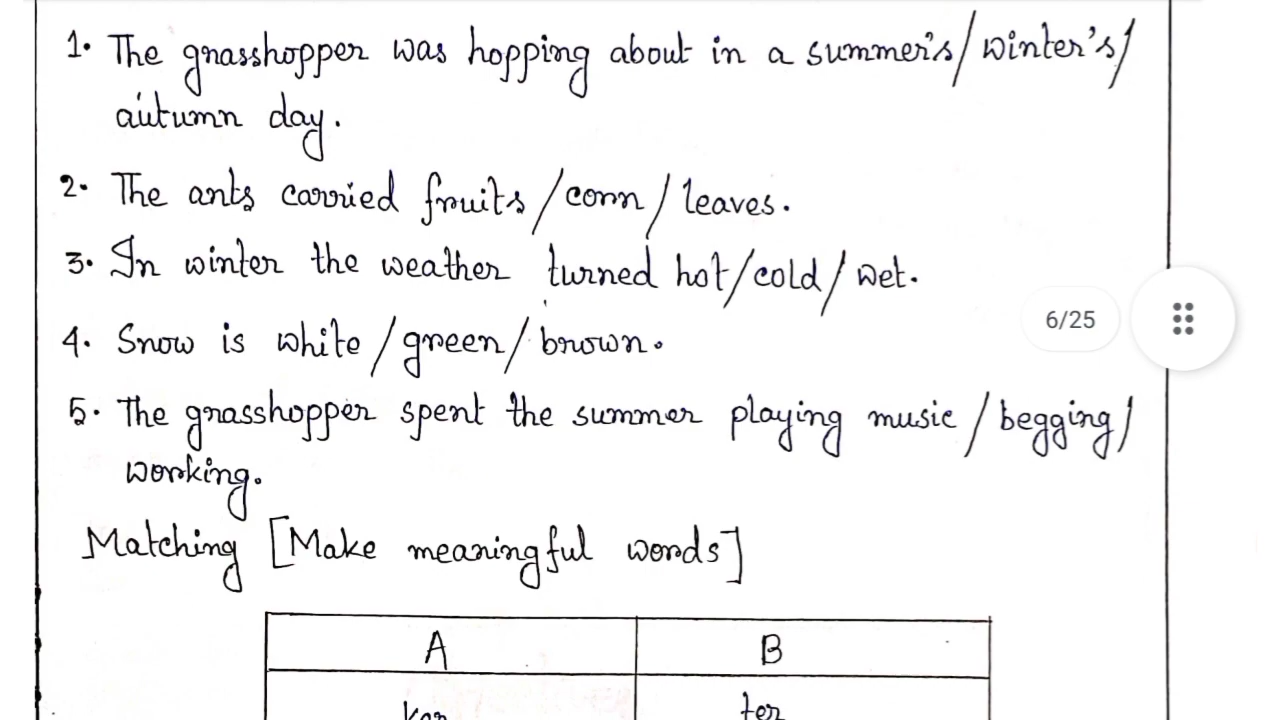 1. The grasshopper was hopping about in a summer's/winter's/
autumn day.
2. The ants carried fruits/corn/leaves.
3. In winter the weather turned hot/cold/wet.
6/25
4. Snow is white/green/brown.
5. The grasshopper spent the summer playing music/begging/
working.
Matching [Make meaningful words]
A B
ter